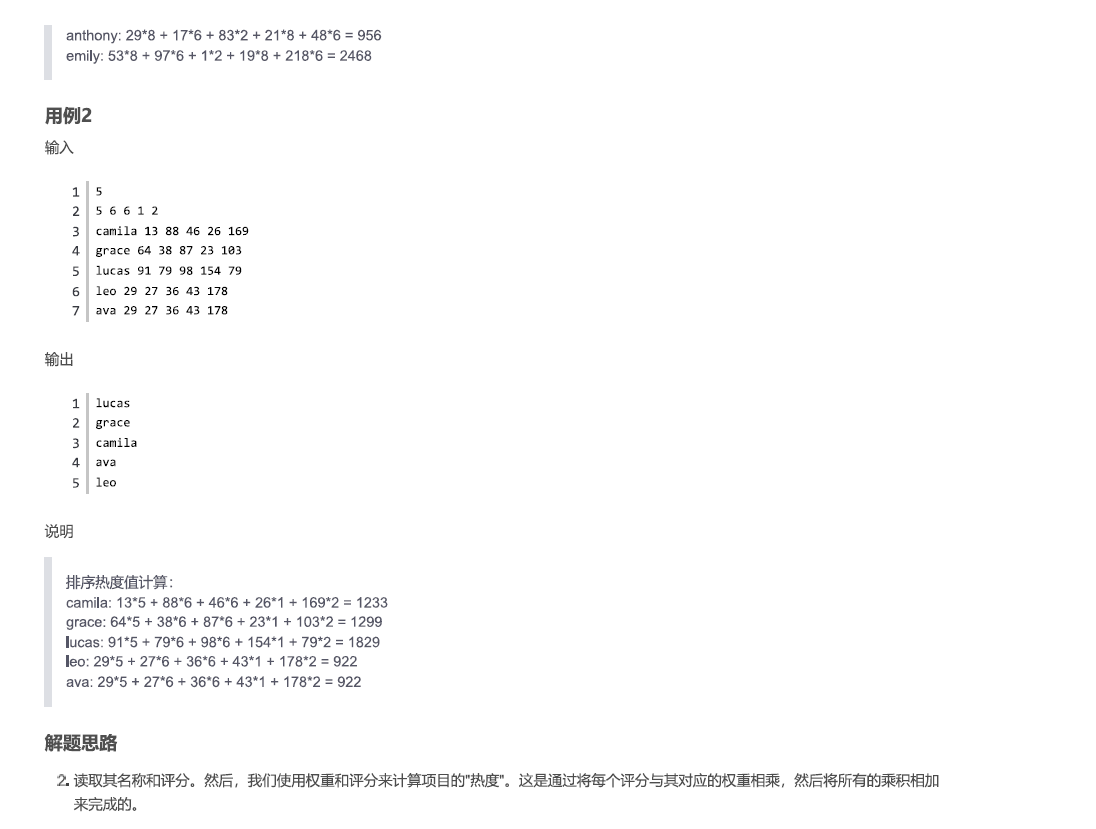 anthony: 29*8 + 17*6 + 83*2 + 21*8 + 48*6 = 956
emily: 53*8 + 97*6 + 1*2 + 19*8 + 218*6 = 2468
用例2
输入
1 5
2 5 6 6 1 2
3 camila 13 88 46 26 169
4 grace 64 38 87 23 103
5 lucas 91 79 98 154 79
6 leo 29 27 36 43 178
7 ava 29 27 36 43 178
输出
1 lucas
2 grace
3 camila
4 ava
5 leo
说明
排序热度值计算：
camila: 13*5 + 88*6 + 46*6 + 26*1 + 169*2 = 1233
grace: 64*5 + 38*6 + 87*6 + 23*1 + 103*2 = 1299
lucas: 91*5 + 79*6 + 98*6 + 154*1 + 79*2 = 1829
leo: 29*5 + 27*6 + 36*6 + 43*1 + 178*2 = 922
ava: 29*5 + 27*6 + 36*6 + 43*1 + 178*2 = 922
解题思路
2. 读取其名称和评分。然后，我们使用权重和评分来计算项目的"热度"。这是通过将每个评分与其对应的权重相乘，然后将所有的乘积相加
来完成的。